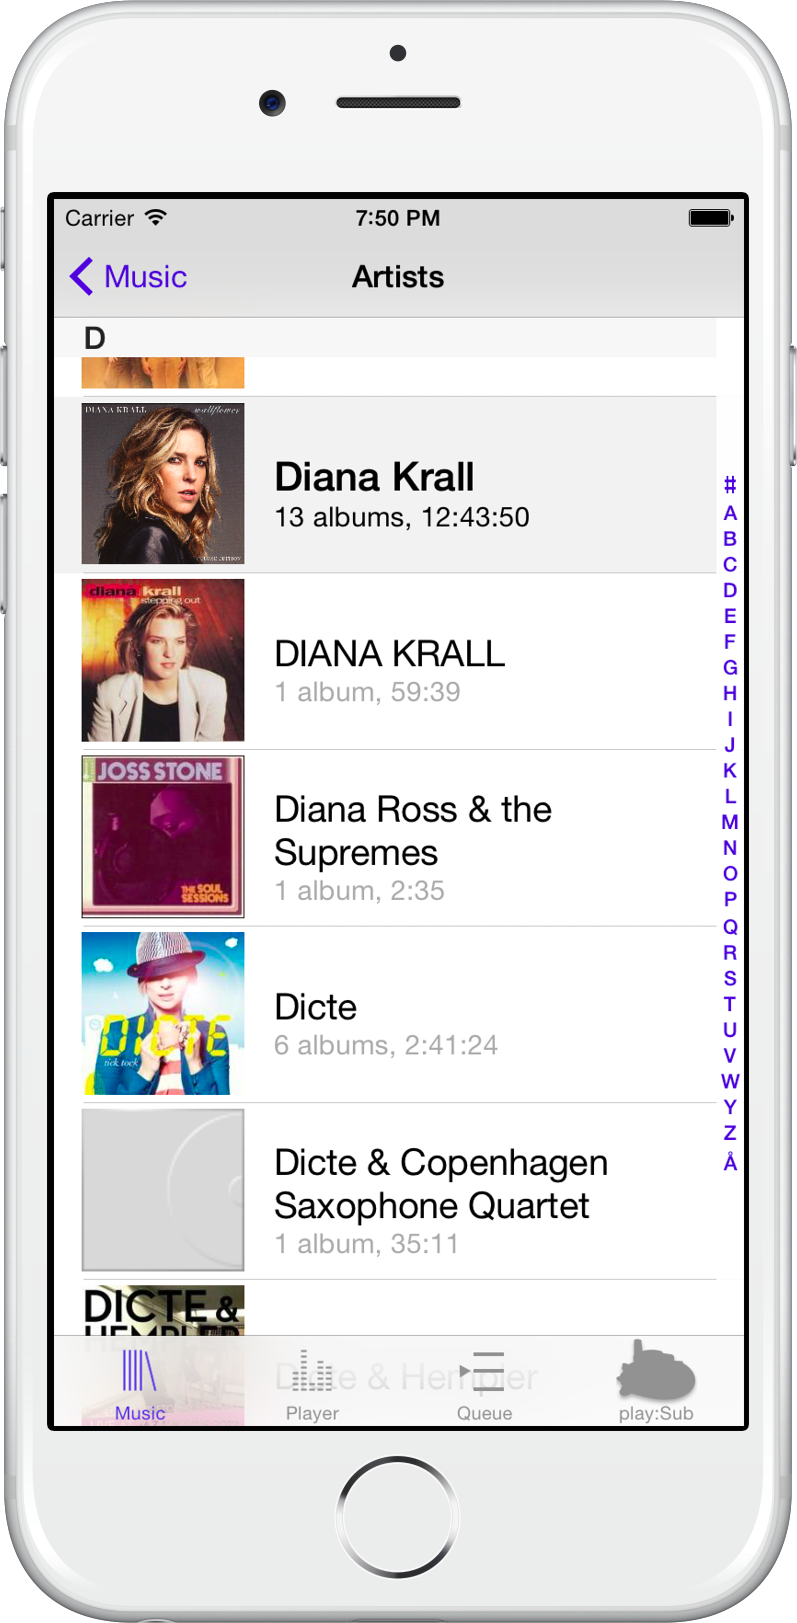 Carrier
7:50 PM
Music
Artists
D
DIANA KRALL
wallflower
Diana Krall
13 albums, 12:43:50
diana krall
stepping out
DIANA KRALL
1 album, 59:39
JOSS STONE
THE SOUL
SESSIONS
Diana Ross & the
Supremes
1 album, 2:35
DICTE
tick tock
Dicte
6 albums, 2:41:24
Dicte & Copenhagen
Saxophone Quartet
1 album, 35:11
DICTE &
HEMPLER
Dicte & Hempler
#
A
B
C
D
E
F
G
H
I
J
K
L
M
N
O
P
Q
R
S
T
U
V
W
Y
Z
Å
Music
Player
Queue
play:Sub